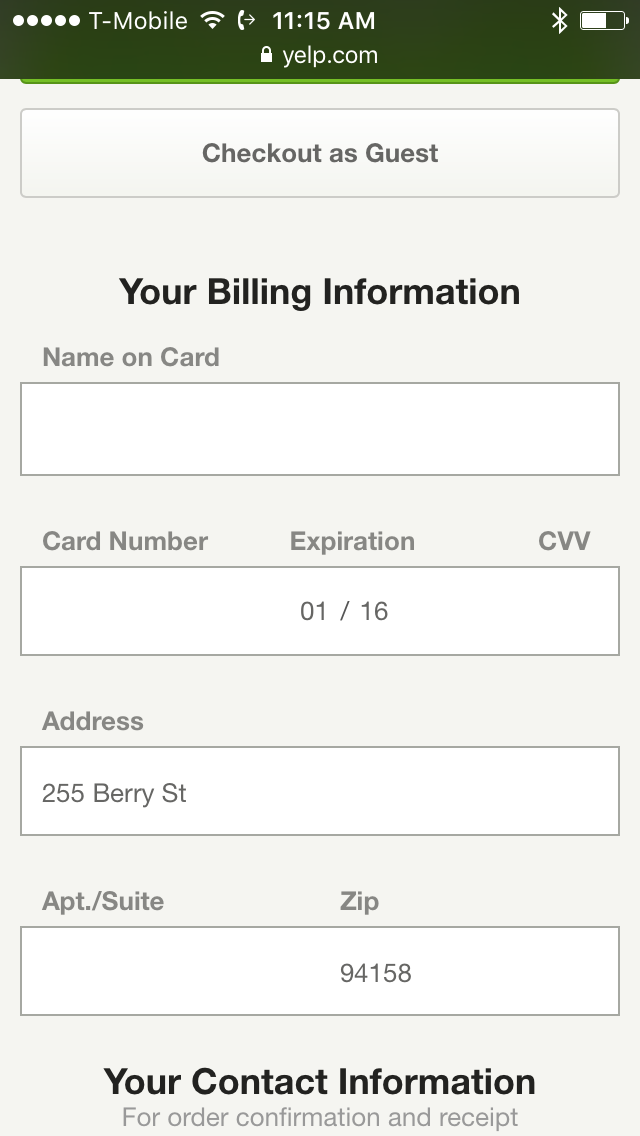 T-Mobile 11:15 AM
yelp.com
Checkout as Guest
Your Billing Information
Name on Card
Card Number Expiration CVV
01 / 16
Address
255 Berry St
Apt./Suite Zip
94158
Your Contact Information
For order confirmation and receipt